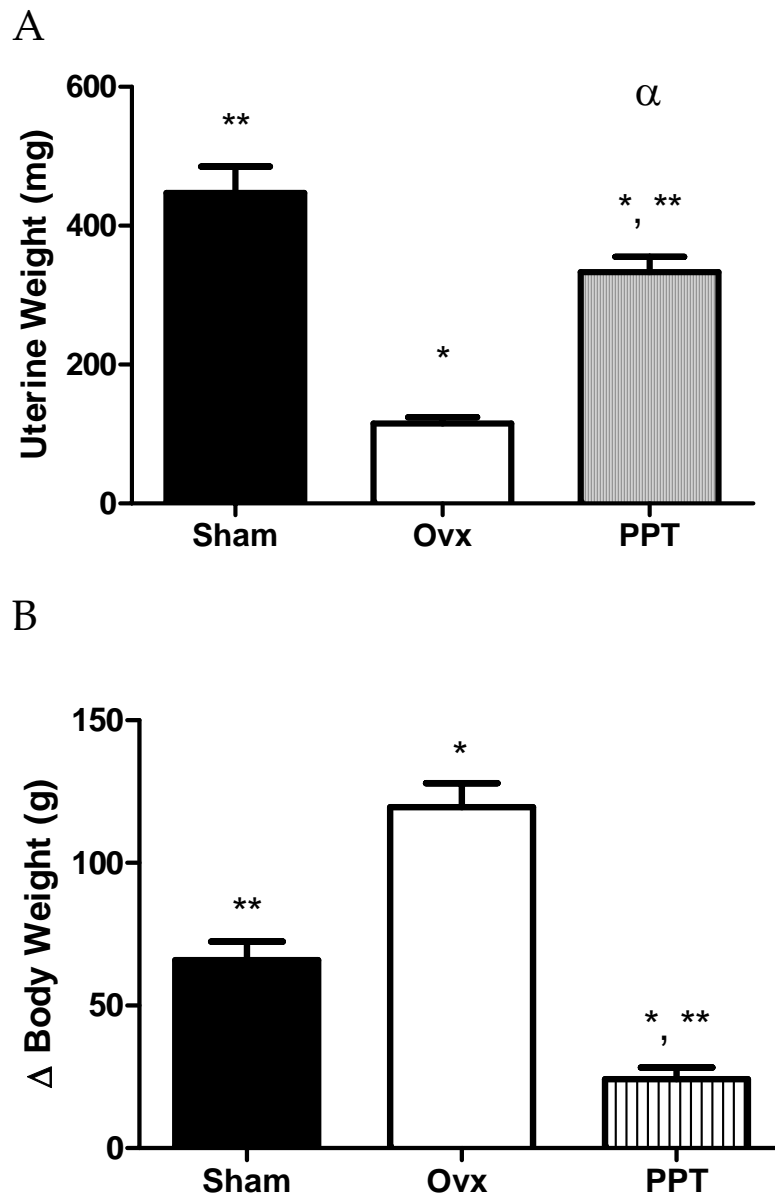 A
Uterine Weight (mg)
600
400
200
0
**
*
α
*, **
Sham Ovx PPT
B
Δ Body Weight (g)
150
100
50
0
**
*
*, **
Sham Ovx PPT